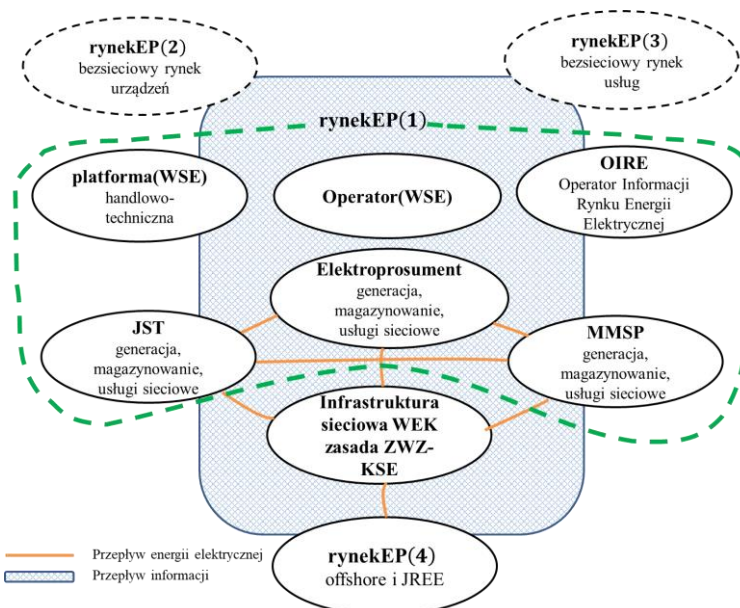 rynekEP(2)
bezsieciowy rynek
urządzeń
rynekEP(3)
bezsieciowy rynek
usług
rynekEP(1)
platforma(WSE)
handlowo-
techniczna
Operator(WSE)
OIRE
Operator Informacji
Rynku Energii
Elektrycznej
Elektroprosument
generacja,
magazynowanie,
usługi sieciowe
JST
generacja,
magazynowanie,
usługi sieciowe
MMSP
generacja,
magazynowanie,
usługi sieciowe
Infrastruktura
sieciowa WEK
zasada ZWZ-
KSE
rynekEP(4)
offshore i JREE
Przepływ energii elektrycznej
Przepływ informacji